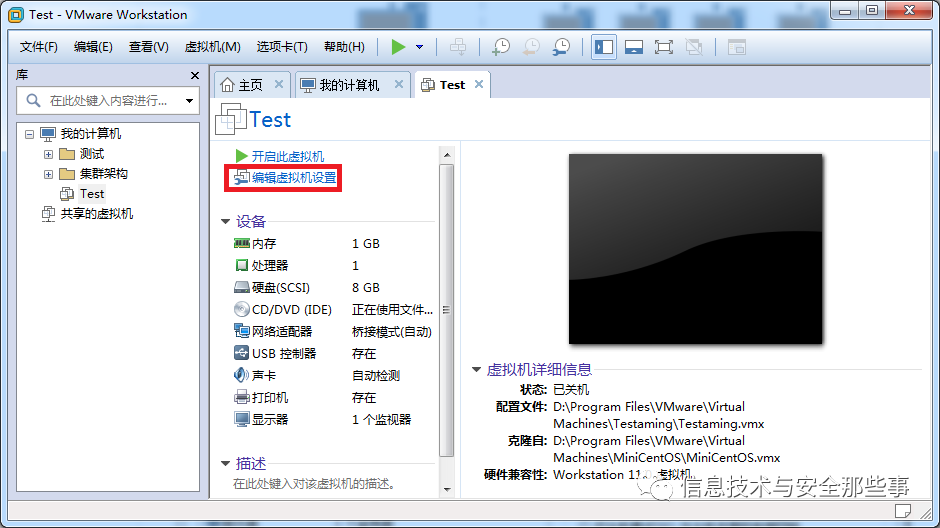 Test - VMware Workstation
文件(F) 编辑(E) 查看(V) 虚拟机(M) 选项卡(T) 帮助(H)
库
在此处键入内容进行...
我的计算机
测试
集群架构
Test
共享的虚拟机
主页 我的计算机 Test
Test
开启此虚拟机
编辑虚拟机设置
设备
内存 1 GB
处理器 1
硬盘(SCSI) 8 GB
CD/DVD (IDE) 正在使用文件...
网络适配器 桥接模式(自动)
USB 控制器 存在
声卡 自动检测
打印机 存在
显示器 1 个监视器
描述
在此处键入对该虚拟机的描述。
虚拟机详细信息
状态: 已关机
配置文件: D:\Program Files\VMware\Virtual
Machines\Testaming\Testaming.vmx
克隆自: D:\Program Files\VMware\Virtual
Machines\MiniCentOS\MiniCentOS.vmx
硬件兼容性: Workstation 11.0 虚拟机
信息技术与安全那些事